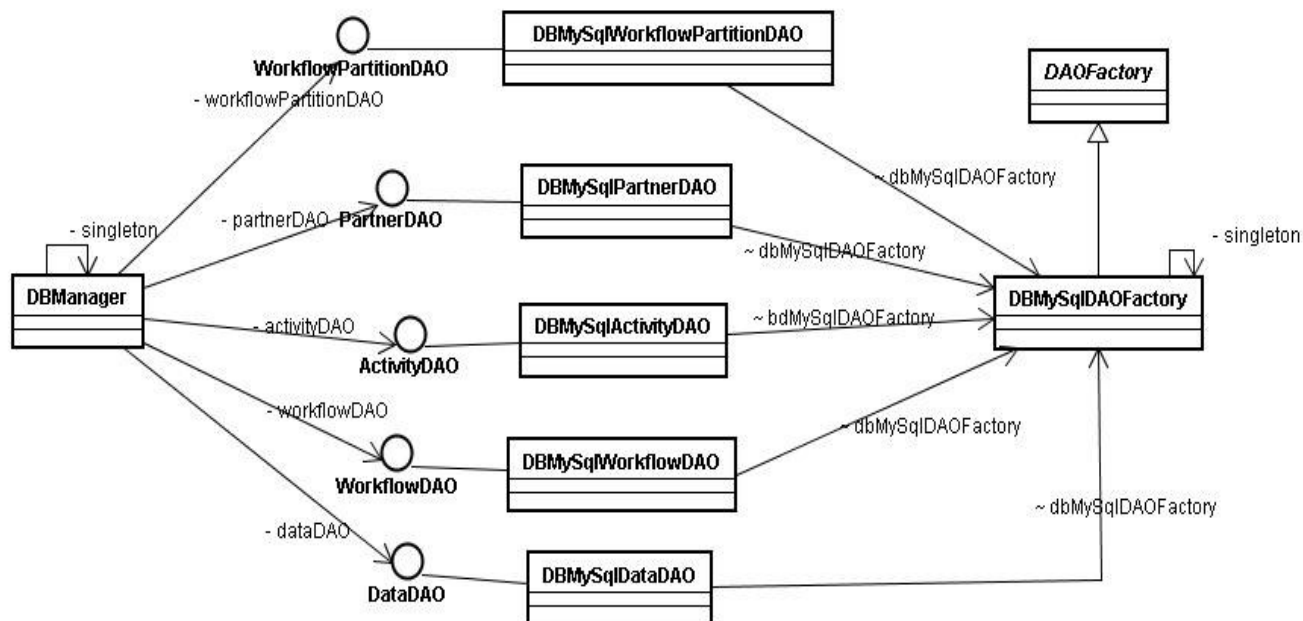 DBMySqlWorkflowPartitionDAO
WorkflowPartitionDAO
DAOFactory
- workflowPartitionDAO
~ dbMySqlDAOFactory
DBMySqlPartnerDAO
- partnerDAO
PartnerDAO
- singleton
~ dbMySqlDAOFactory
- singleton
DBManager
DBMySqlDAOFactory
- activityDAO
DBMySqlActivityDAO
~ bdMySqlDAOFactory
ActivityDAO
- workflowDAO
~ dbMySqlDAOFactory
DBMySqlWorkflowDAO
WorkflowDAO
- dataDAO
~ dbMySqlDAOFactory
DBMySqlDataDAO
DataDAO